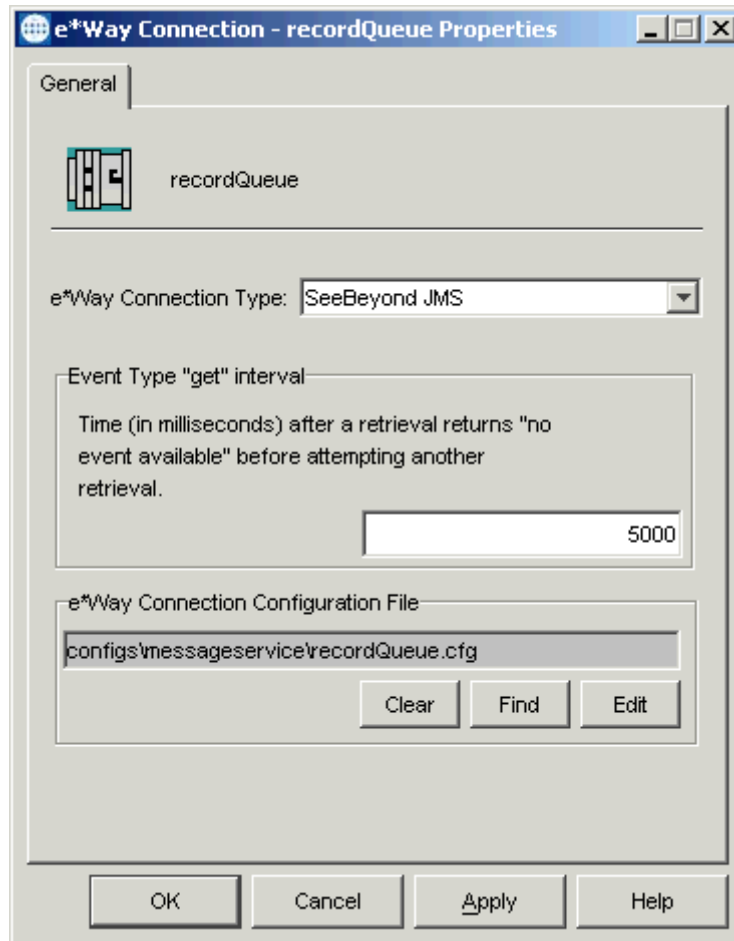 e*Way Connection - recordQueue Properties
General
recordQueue
e*Way Connection Type: SeeBeyond JMS
Event Type "get" interval
Time (in milliseconds) after a retrieval returns "no
event available" before attempting another
retrieval.
5000
e*Way Connection Configuration File
configs\messageservice\recordQueue.cfg
Clear Find Edit
OK Cancel Apply Help